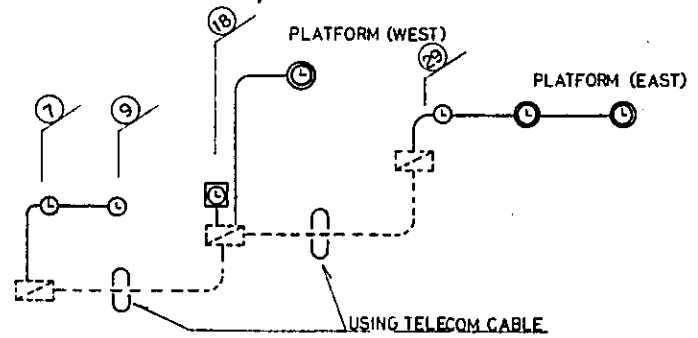 18
PLATFORM (WEST)
29
PLATFORM (EAST)
7
9
USING TELECOM CABLE